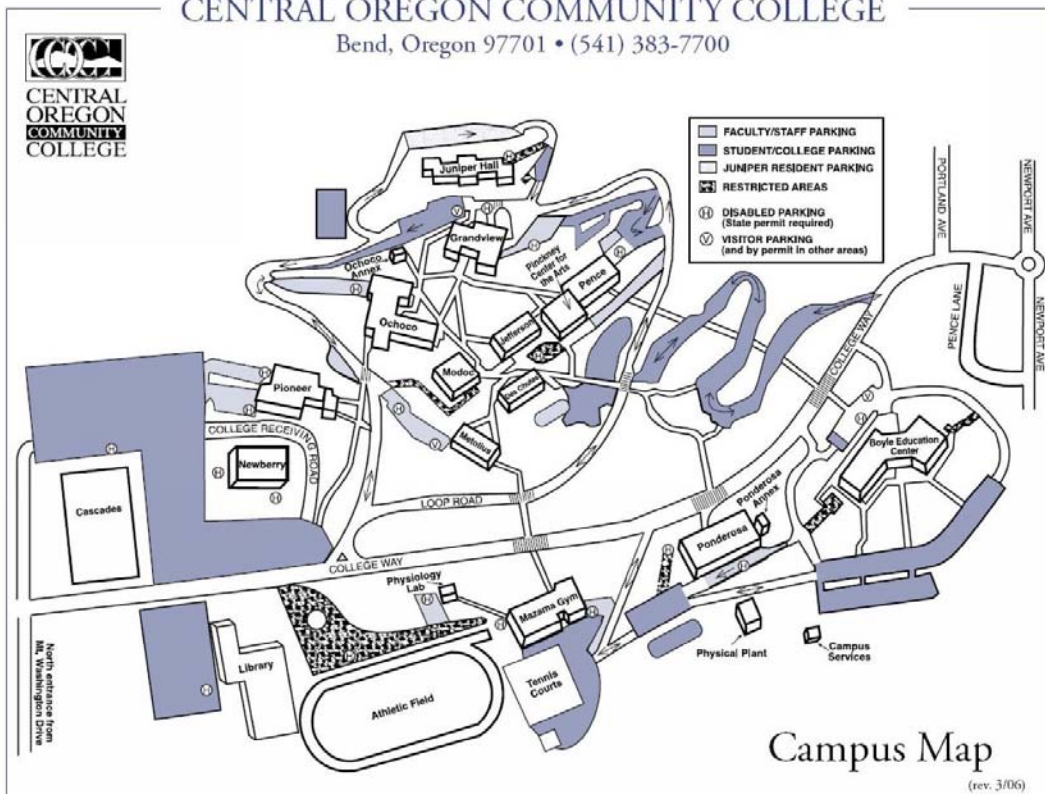 CENTRAL OREGON COMMUNITY COLLEGE
Bend, Oregon 97701 • (541) 383-7700
CENTRAL
OREGON
COMMUNITY
COLLEGE
FACULTY/STAFF PARKING
STUDENT/COLLEGE PARKING
JUNIPER RESIDENT PARKING
RESTRICTED AREAS
H DISABLED PARKING
(State permit required)
V VISITOR PARKING
(and by permit in other areas)
PORTLAND AVE
NEWPORT AVE
NEWPORT AVE
PENCE LANE
COLLEGE WAY
Juniper Hall
Grandview
Ochoco
Annex
Pinckney
Center for
the Arts
Pence
Ochoco
Jefferson
Modoc
Des Chutes
Metolius
Pioneer
COLLEGE RECEIVING
ROAD
Newberry
Cascades
LOOP ROAD
COLLEGE WAY
Boyle Education
Center
Ponderosa
Annex
Ponderosa
Physiology
Lab
Mazama Gym
Physical Plant
Campus
Services
Library
Tennis
Courts
Athletic Field
North entrance from
Mt. Washington Drive
Campus Map
(rev. 3/06)